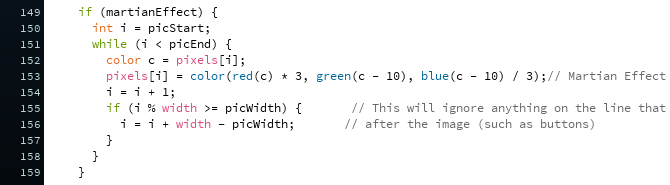 149 if (martianEffect) {
150 int i = picStart;
151 while (i < picEnd) {
152 color c = pixels[i];
153 pixels[i] = color(red(c) * 3, green(c - 10), blue(c - 10) / 3);// Martian Effect
154 i = i + 1;
155 if (i % width >= picWidth) { // This will ignore anything on the line that
156 i = i + width - picWidth; // after the image (such as buttons)
157 }
158 }
159 }